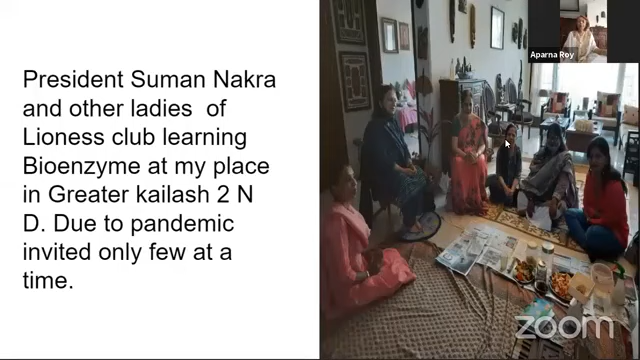 President Suman Nakra
and other ladies  of
Lioness club learning
Bioenzyme at my place
in Greater kailash 2 N
D. Due to pandemic
invited only few at a
time.
Aparna Roy
zoom